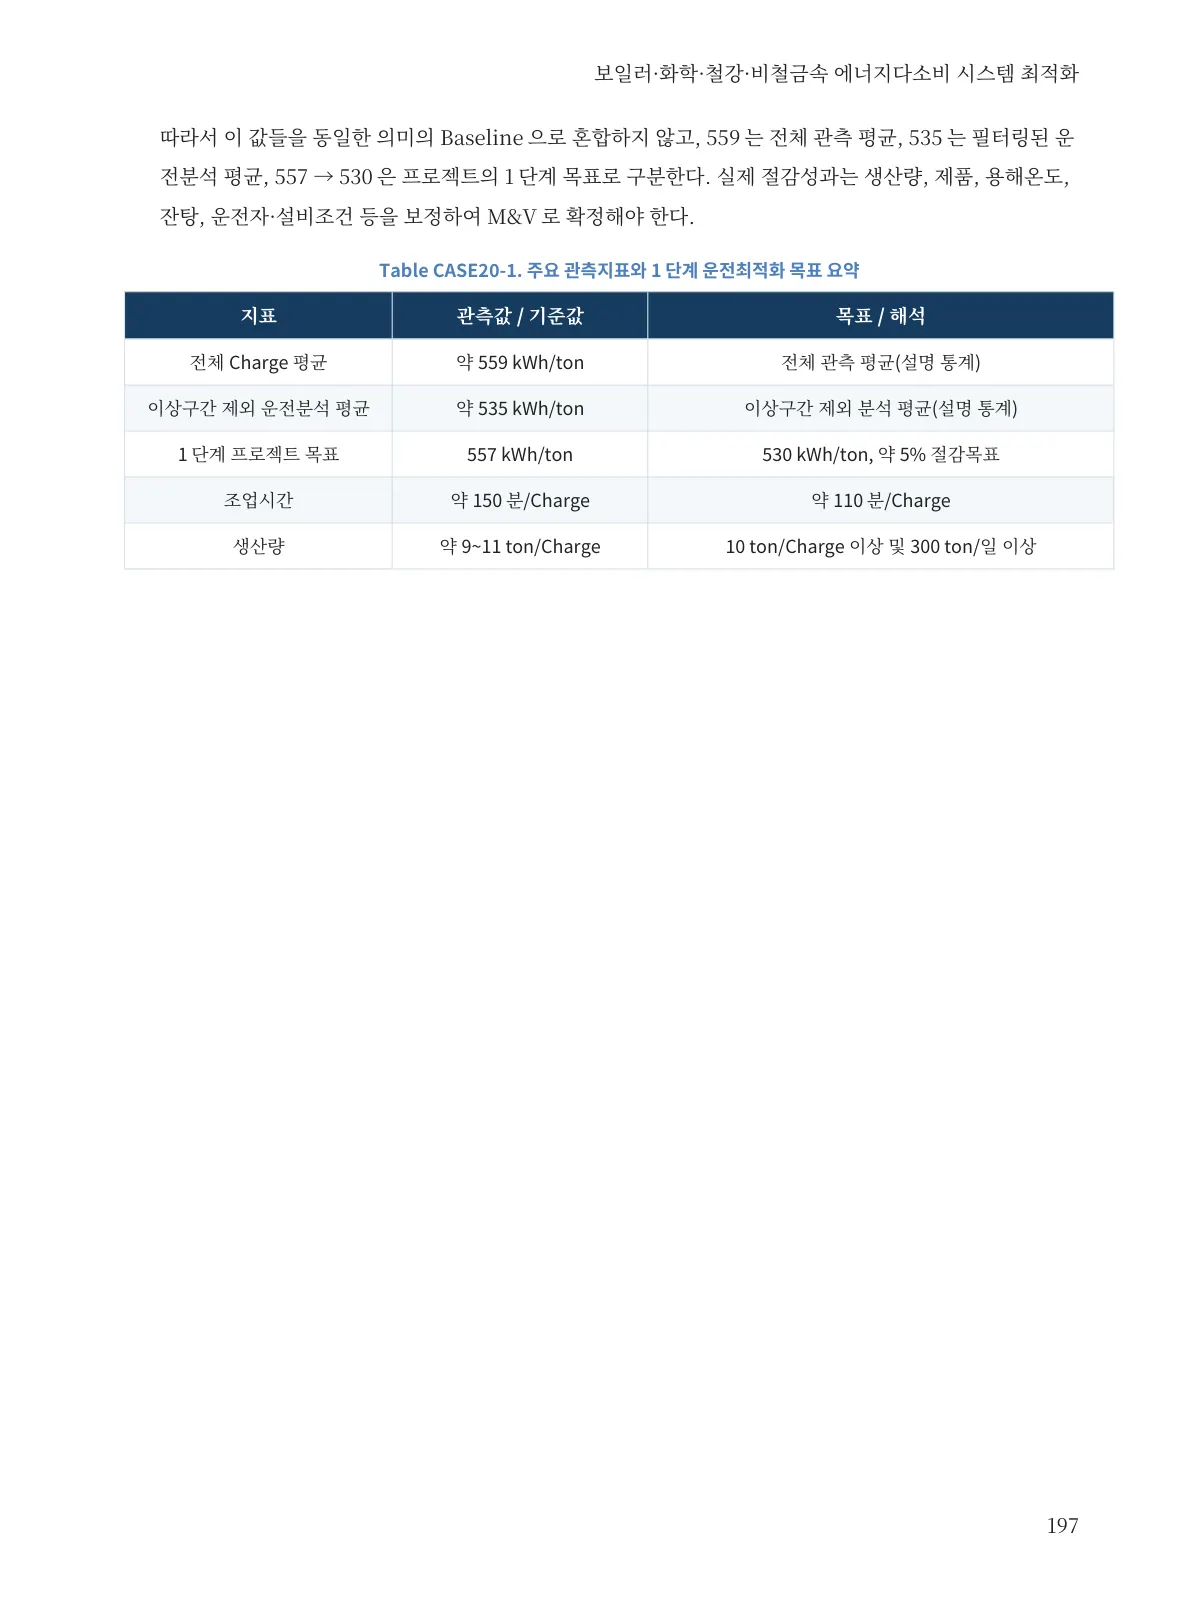 보일러·화학·철강·비철금속 에너지다소비 시스템 최적화
따라서 이 값들을 동일한 의미의 Baseline 으로 혼합하지 않고, 559 는 전체 관측 평균, 535 는 필터링된 운
전분석 평균, 557 → 530 은 프로젝트의 1 단계 목표로 구분한다. 실제 절감성과는 생산량, 제품, 용해온도,
잔탕, 운전자·설비조건 등을 보정하여 M&V 로 확정해야 한다.
Table CASE20-1. 주요 관측지표와 1 단계 운전최적화 목표 요약
지표 관측값 / 기준값 목표 / 해석
전체 Charge 평균 약 559 kWh/ton 전체 관측 평균(설명 통계)
이상구간 제외 운전분석 평균 약 535 kWh/ton 이상구간 제외 분석 평균(설명 통계)
1 단계 프로젝트 목표 557 kWh/ton 530 kWh/ton, 약 5% 절감목표
조업시간 약 150 분/Charge 약 110 분/Charge
생산량 약 9~11 ton/Charge 10 ton/Charge 이상 및 300 ton/일 이상
197